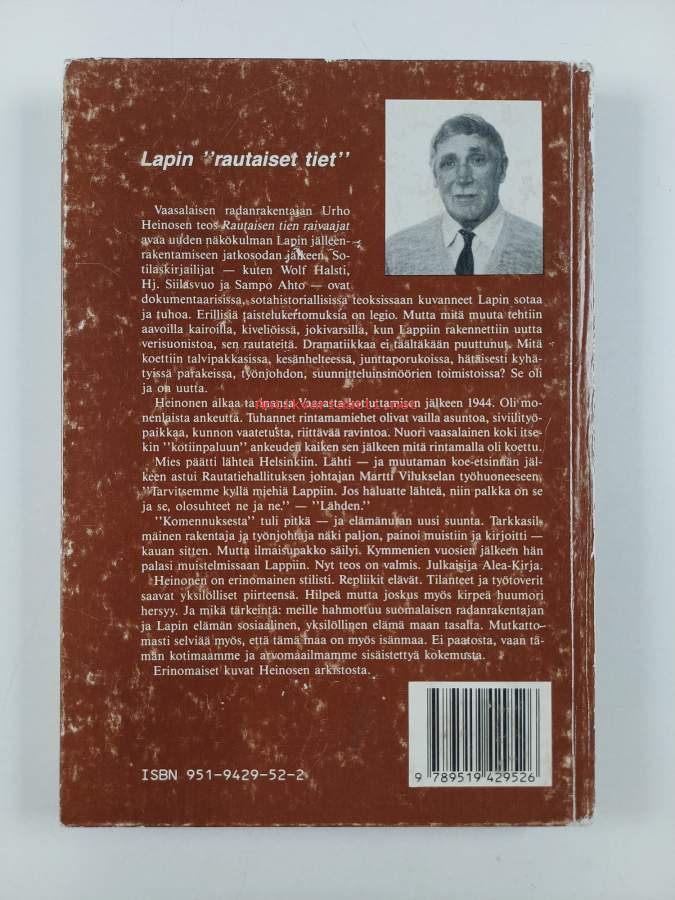 Lapin "rautaiset tiet"
Vaasalaisen radanrakentajan Urho
Heinosen teos Rautaisen tien raivaajat
avaa uuden näkökulman Lapin jälleen-
rakentamiseen jatkosodan jälkeen. So-
tilaskirjailijat — kuten Wolf Halsti,
Hj. Siilasvuo ja Sampo Ahto — ovat
dokumentaarisissa, sotahistoriallisissa teoksissaan kuvanneet Lapin sotaa
ja tuhoa. Erillisiä taistelukertomuksia on legio. Mutta mitä muuta tehtiin
aavoilla kairoilla, kiveliöissä, jokivarsilla, kun Lappiin rakennettiin uutta
verisuonistoa, sen rautateitä. Dramatiikkaa ei täältäkään puuttunut. Mitä
koettiin talvipakkasissa, kesänhelteessä, junttaporukoissa, hätäisesti kyhä-
tyissä parakeissa, työnjohdon, suunnitteluinsinöörien toimistoissa? Se oli
ja on uutta.
Heinonen alkaa tarinansa Vaasasta kotiuttamisen jälkeen 1944. Oli mo-
nenlaista ankeutta. Tuhannet rintamamiehet olivat vailla asuntoa, siviilityö-
paikkaa, kunnon vaatetusta, riittävää ravintoa. Nuori vaasalainen koki itse-
kin "kotiinpaluun" ankeuden kaiken sen jälkeen mitä rintamalla oli koettu.
Mies päätti lähteä Helsinkiin. Lähti — ja muutaman koe-etsinnän jäl-
keen astui Rautatiehallituksen johtajan Martti Vilukselan työhuoneeseen.
"Tarvitsemme kyllä miehiä Lappiin. Jos haluatte lähteä, niin palkka on se
ja se, olosuhteet ne ja ne." — "Lähden."
"Komennuksesta" tuli pitkä — ja elämänuran uusi suunta. Tarkkasil-
mäinen rakentaja ja työnjohtaja näki paljon, painoi muistiin ja kirjoitti —
kauan sitten. Mutta ilmaisupakko säilyi. Kymmenien vuosien jälkeen hän
palasi muistelmissaan Lappiin. Nyt teos on valmis. Julkaisija Alea-Kirja.
Heinonen on erinomainen stilisti. Repliikit elävät. Tilanteet ja työtoverit
saavat yksilölliset piirteensä. Hilpeä mutta joskus myös kirpeä huumori
hersyy. Ja mikä tärkeintä: meille hahmottuu suomalaisen radanrakentajan
ja Lapin elämän sosiaalinen, yksilöllinen elämä maan tasalta. Mutkatto-
masti selviää myös, että tämä maa on myös isänmaa. Ei paatosta, vaan tä-
män kotimaamme ja arvomaailmamme sisäistettyä kokemusta.
Erinomaiset kuvat Heinosen arkistosta.
ISBN 951-9429-52-2
9 789519 429526